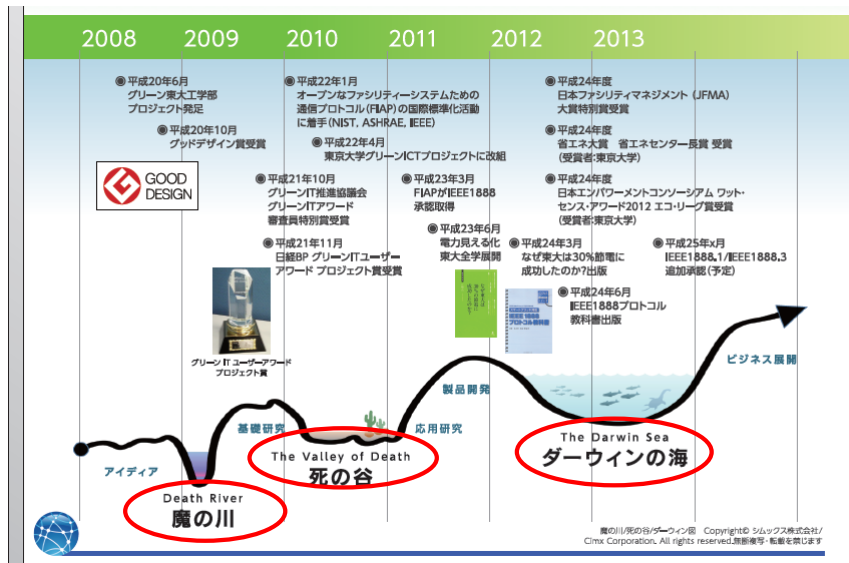 2008 2009 2010 2011 2012 2013
◉平成20年6月
グリーン東大工学部
プロジェクト発足
◉平成20年10月
グッドデザイン賞受賞
GOOD
DESIGN
◉平成21年10月
グリーンIT推進協議会
グリーンITアワード
審査員特別賞受賞
◉平成21年11月
日経BP グリーンITユーザー
アワード プロジェクト賞受賞
グリーン IT ユーザーアワード
プロジェクト賞
◉平成22年1月
オープンなファシリティーシステムための
通信プロトコル(FIAP)の国際標準化活動
に着手(NIST, ASHRAE, IEEE)
◉平成22年4月
東京大学グリーンICTプロジェクトに改組
◉平成23年3月
FIAPがIEEE1888
承認取得
◉平成23年6月
電力見える化
東大全学展開
◉平成24年3月
なぜ東大は30%節電に
成功したのか?出版
なぜ東大は
30%の節電に
成功したのか?
◉平成24年6月
IEEE1888プロトコル
教科書出版
IEEE 1888
プロトコル教科書
◉平成24年度
日本ファシリティマネジメント (JFMA)
大賞特別賞受賞
◉平成24年度
省エネ大賞 省エネセンター長賞 受賞
(受賞者:東京大学)
◉平成24年度
日本エンパワーメントコンソーシアム ワット・
センス・アワード2012 エコ・リーグ賞受賞
(受賞者:東京大学)
◉平成25年x月
IEEE1888.1/IEEE1888.3
追加承認(予定)
アイディア
Death River
魔の川
基礎研究
The Valley of Death
死の谷
応用研究
製品開発
The Darwin Sea
ダーウィンの海
ビジネス展開
魔の川/死の谷/ダーウィン図 Copyright© シムックス株式会社/
Cimx Corporation. All rights reserved.無断複写・転載を禁じます